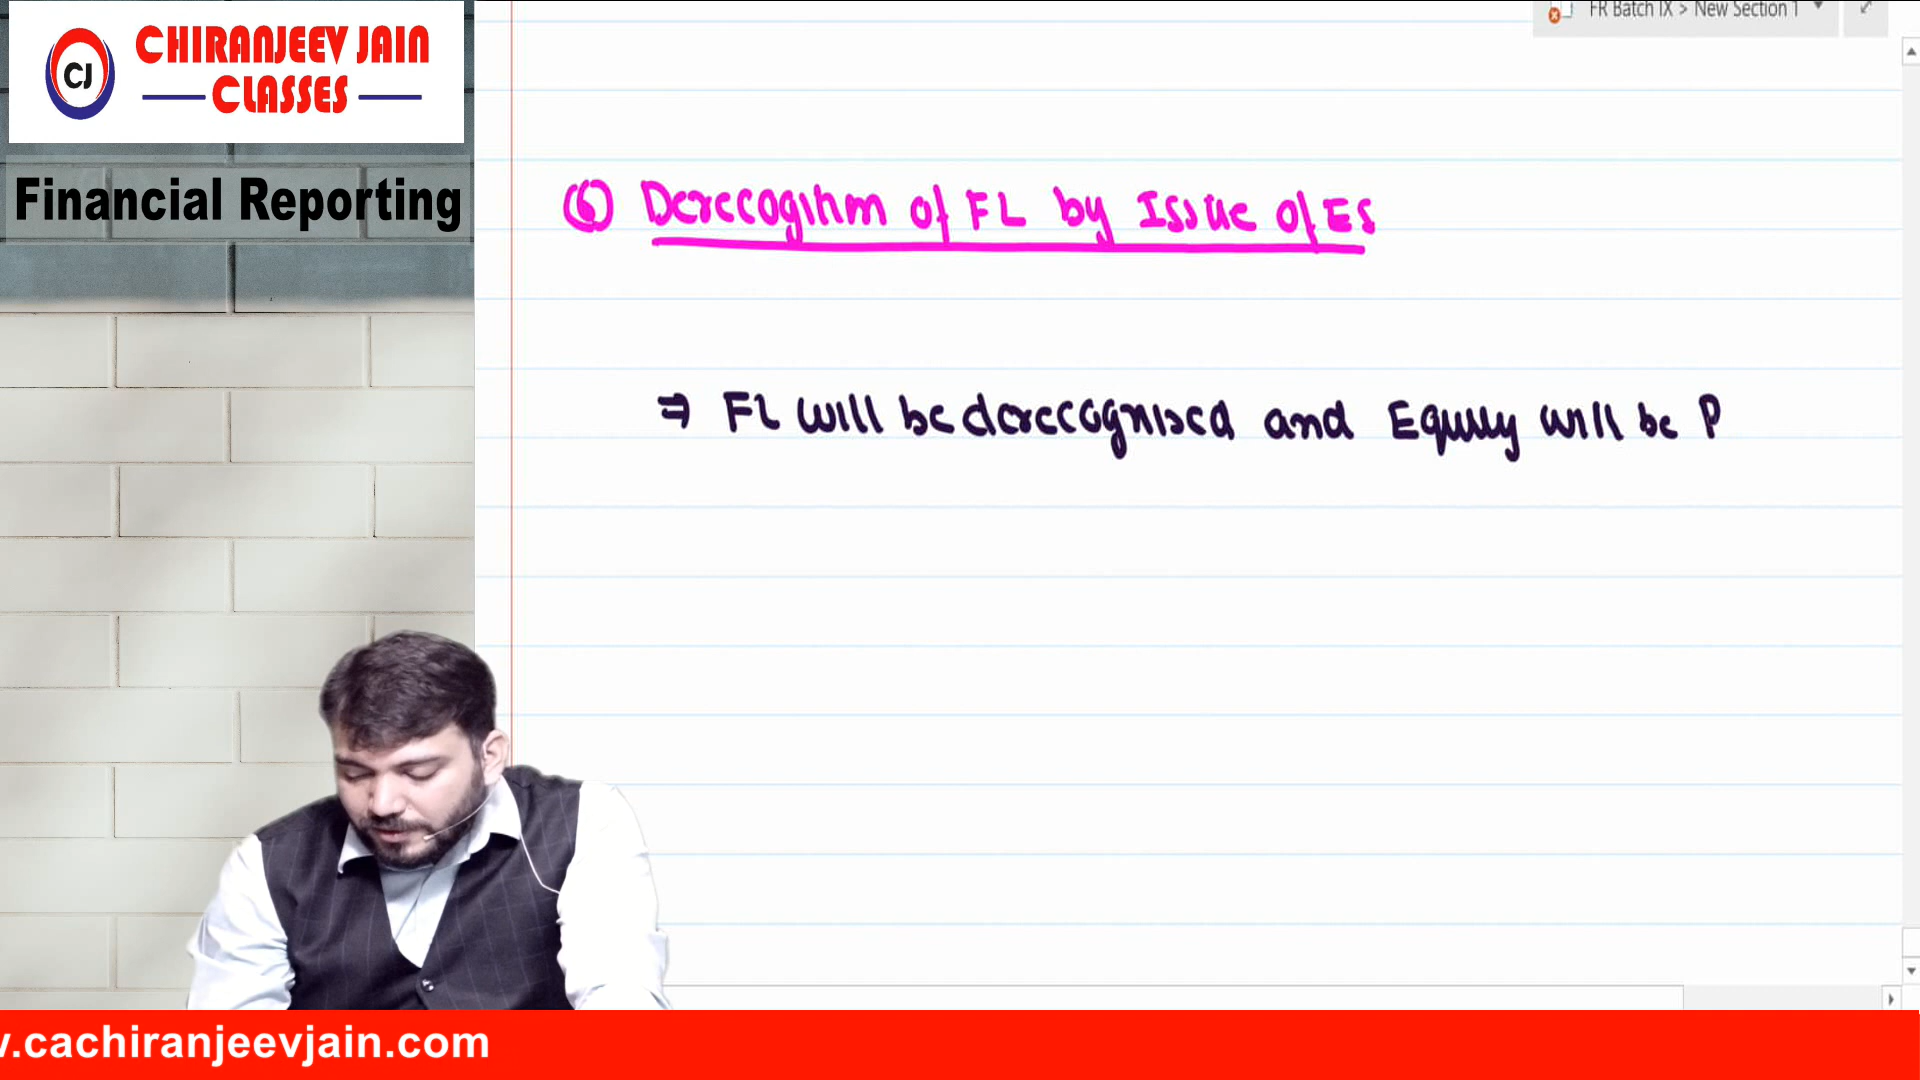 CHIRANJEEV JAIN
CLASSES
CJ
Financial Reporting
FR Batch IX > New Section 1
⑥ Derecognition of FL by Issue of ES
⇒ FL will be derecognised and Equity will be P
w.cachiranjeevjain.com